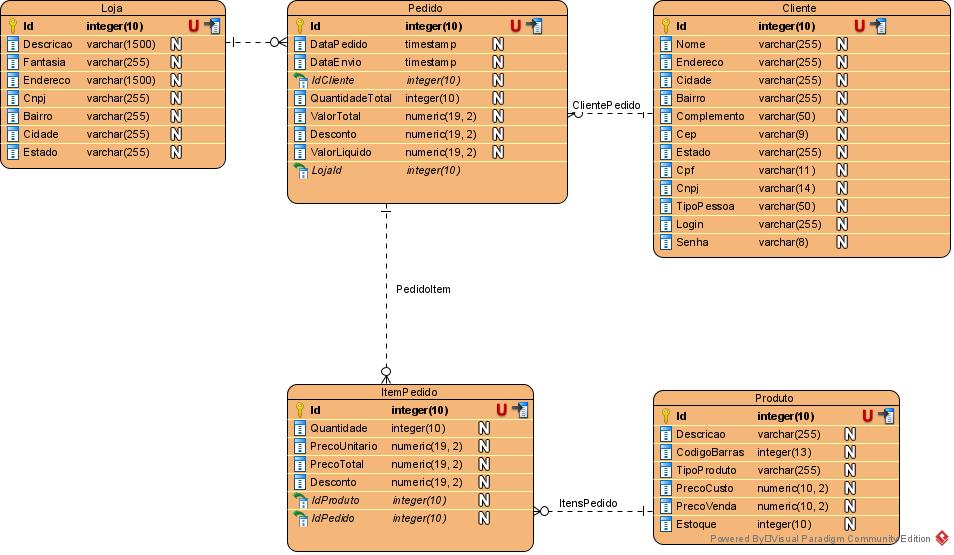 Loja
Id integer(10) U
Descricao varchar(1500) N
Fantasia varchar(255) N
Endereco varchar(1500) N
Cnpj varchar(255) N
Bairro varchar(255) N
Cidade varchar(255) N
Estado varchar(255) N
Pedido
Id integer(10) U
DataPedido timestamp N
DataEnvio timestamp N
IdCliente integer(10) N
QuantidadeTotal integer(10) N
ValorTotal numeric(19, 2) N
Desconto numeric(19, 2) N
ValorLiquido numeric(19, 2) N
LojaId integer(10)
ClientePedido
Cliente
Id integer(10) U
Nome varchar(255) N
Endereco varchar(255) N
Cidade varchar(255) N
Bairro varchar(255) N
Complemento varchar(50) N
Cep varchar(9) N
Estado varchar(255) N
Cpf varchar(11) N
Cnpj varchar(14) N
TipoPessoa varchar(50) N
Login varchar(255) N
Senha varchar(8) N
PedidoItem
ItemPedido
Id integer(10) U
Quantidade integer(10) N
PrecoUnitario numeric(19, 2) N
PrecoTotal numeric(19, 2) N
Desconto numeric(19, 2) N
IdProduto integer(10) N
IdPedido integer(10) N
ItensPedido
Produto
Id integer(10) U
Descricao varchar(255) N
CodigoBarras integer(13) N
TipoProduto varchar(255) N
PrecoCusto numeric(10, 2) N
PrecoVenda numeric(10, 2) N
Estoque integer(10) N
Powered By Visual Paradigm Community Edition